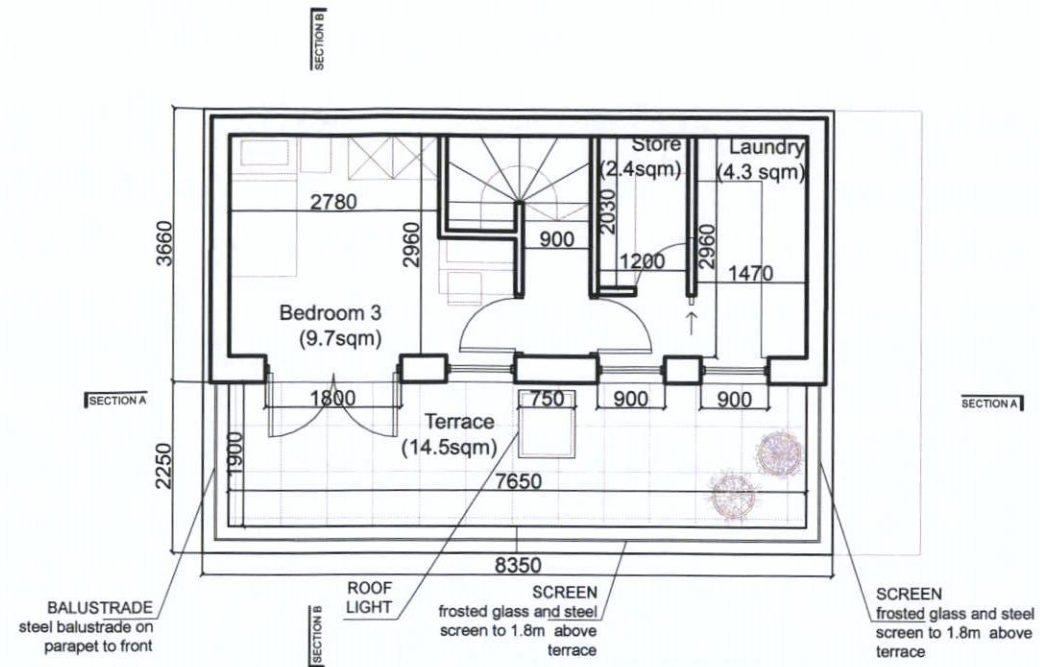 SECTION B
Store
(2.4sqm)
Laundry
(4.3 sqm)
2780
2960
900
2030
1200
2960
1470
3660
Bedroom 3
(9.7sqm)
SECTION A
SECTION A
1800
750
900
900
Terrace
(14.5sqm)
2250
1900
7650
8350
BALUSTRADE
steel balustrade on
parapet to front
SECTION B
ROOF
LIGHT
SCREEN
frosted glass and steel
screen to 1.8m above
terrace
SCREEN
frosted glass and steel
screen to 1.8m above
terrace